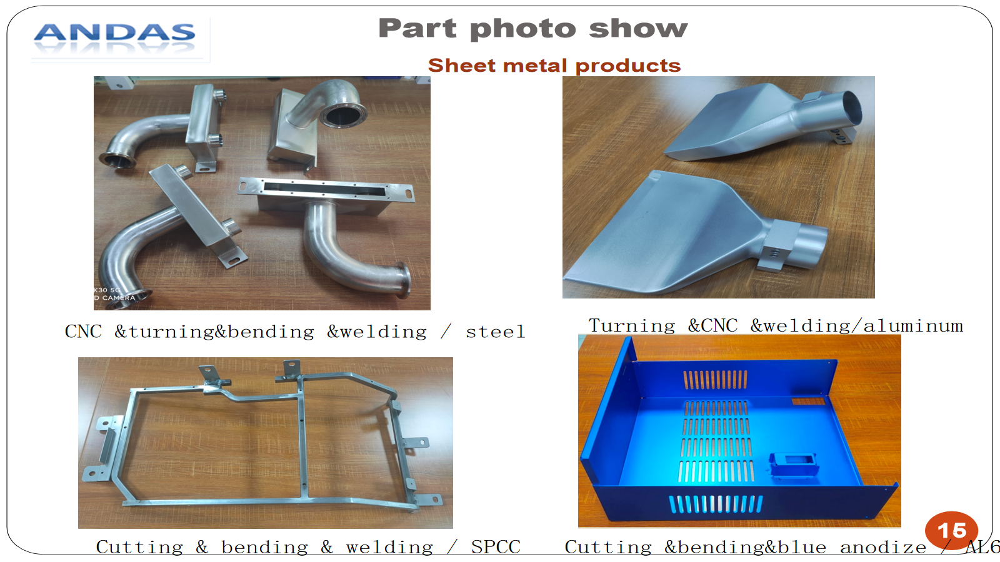 ANDAS
Part photo show
Sheet metal products
K30 5G
D CAMERA
CNC &turning&bending &welding / steel
Turning &CNC &welding/aluminum
Cutting & bending & welding / SPCC
Cutting &bending&blue anodize / AL6
15